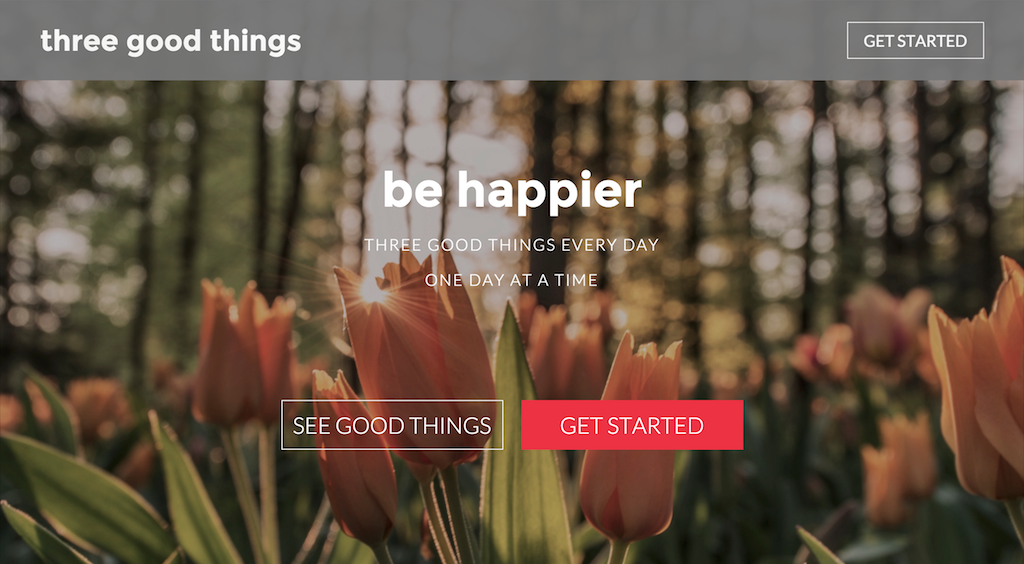 three good things
GET STARTED
be happier
THREE GOOD THINGS EVERY DAY
ONE DAY AT A TIME
SEE GOOD THINGS
GET STARTED